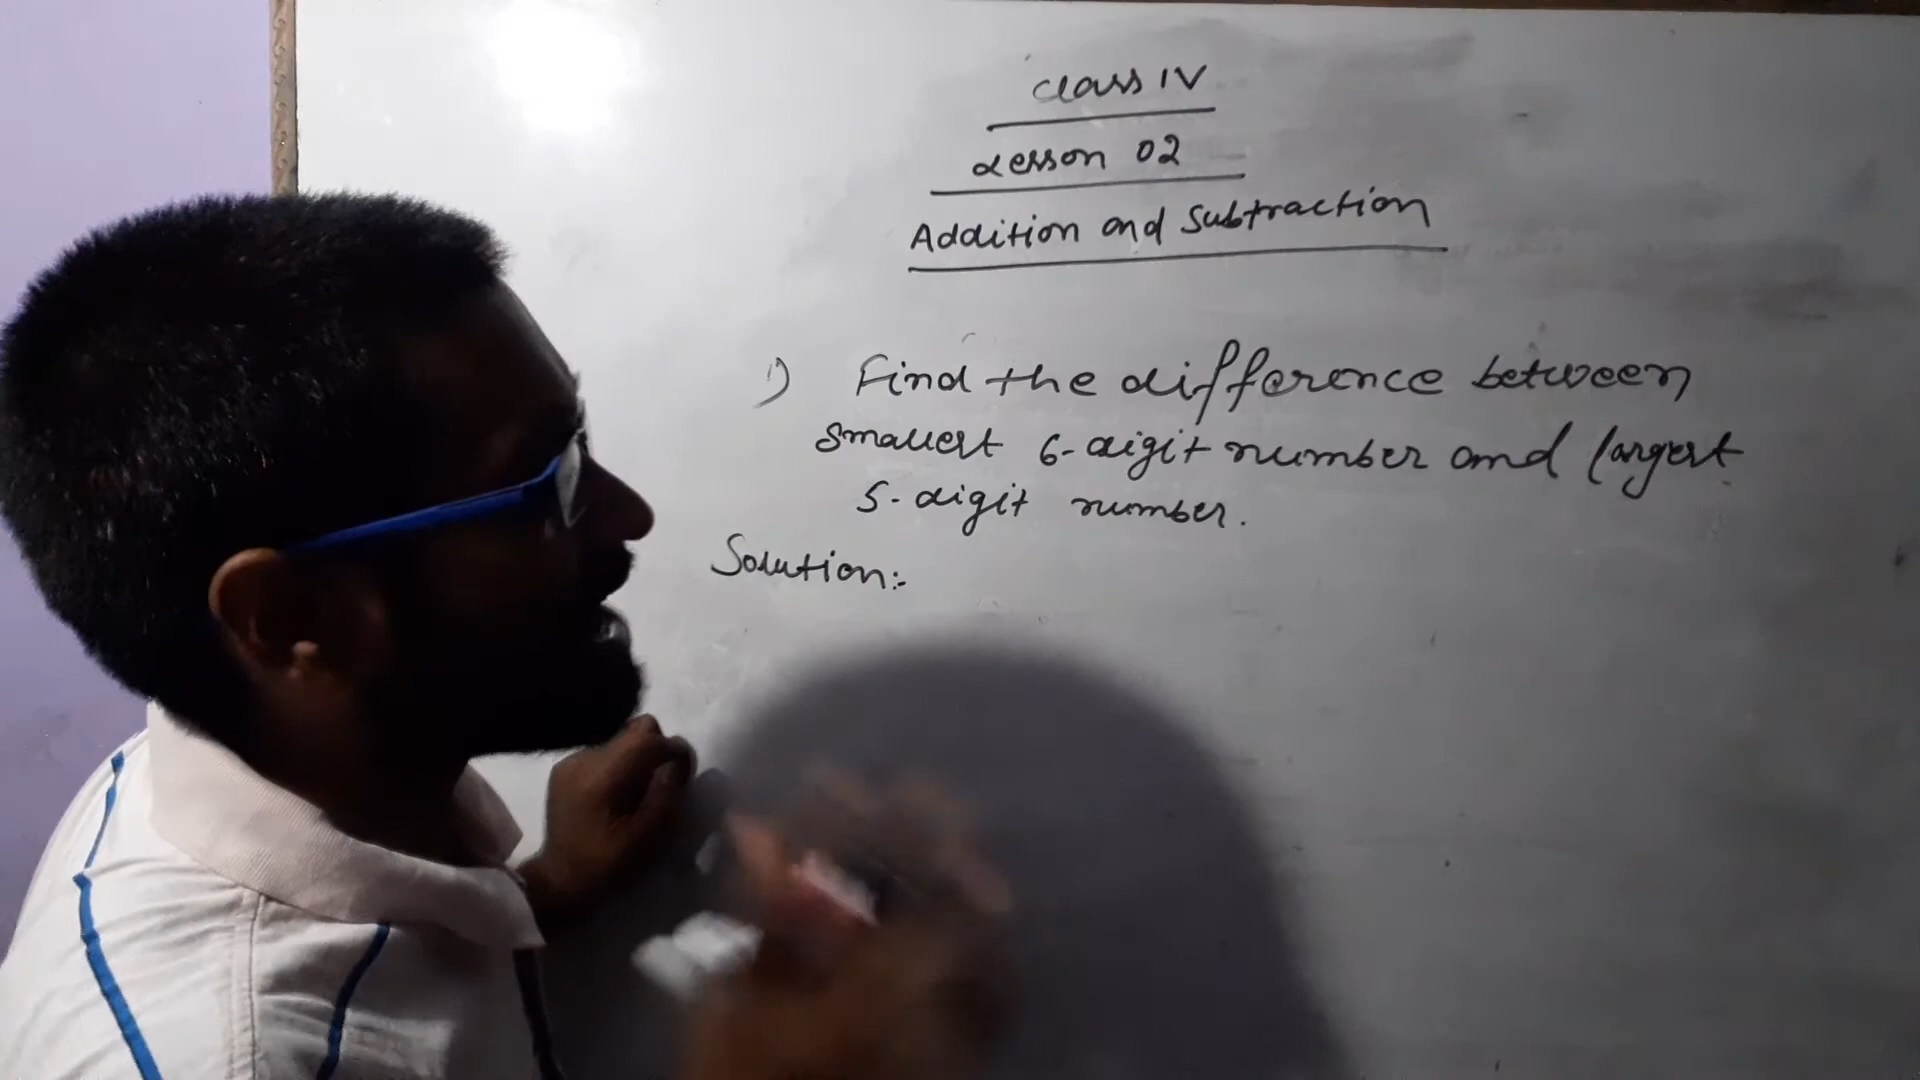 Class IV
Lesson 02
Addition and Subtraction
1) Find the difference between
smallest 6-digit number and largest
5-digit number.
Solution:-